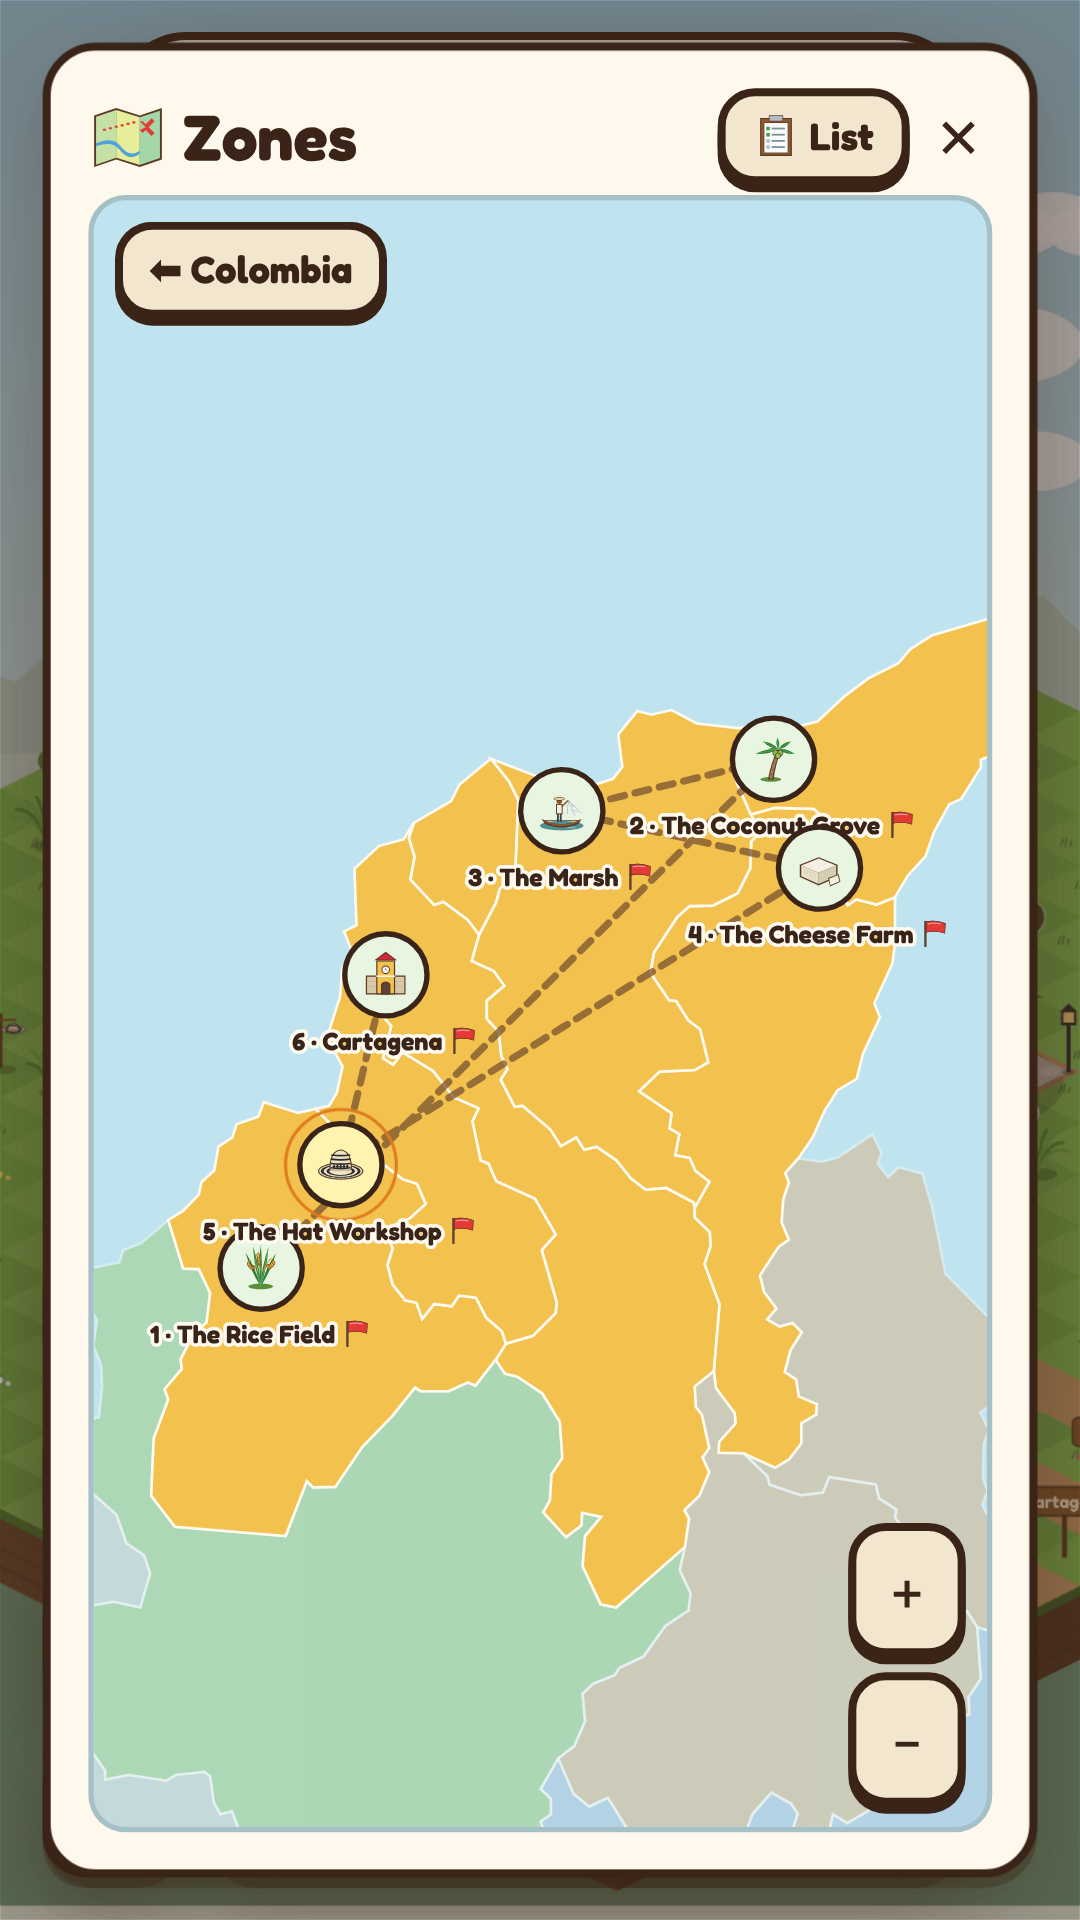 Zones
List
Colombia
2 · The Coconut Grove
3 · The Marsh
4 · The Cheese Farm
6 · Cartagena
5 · The Hat Workshop
1 · The Rice Field
+
−